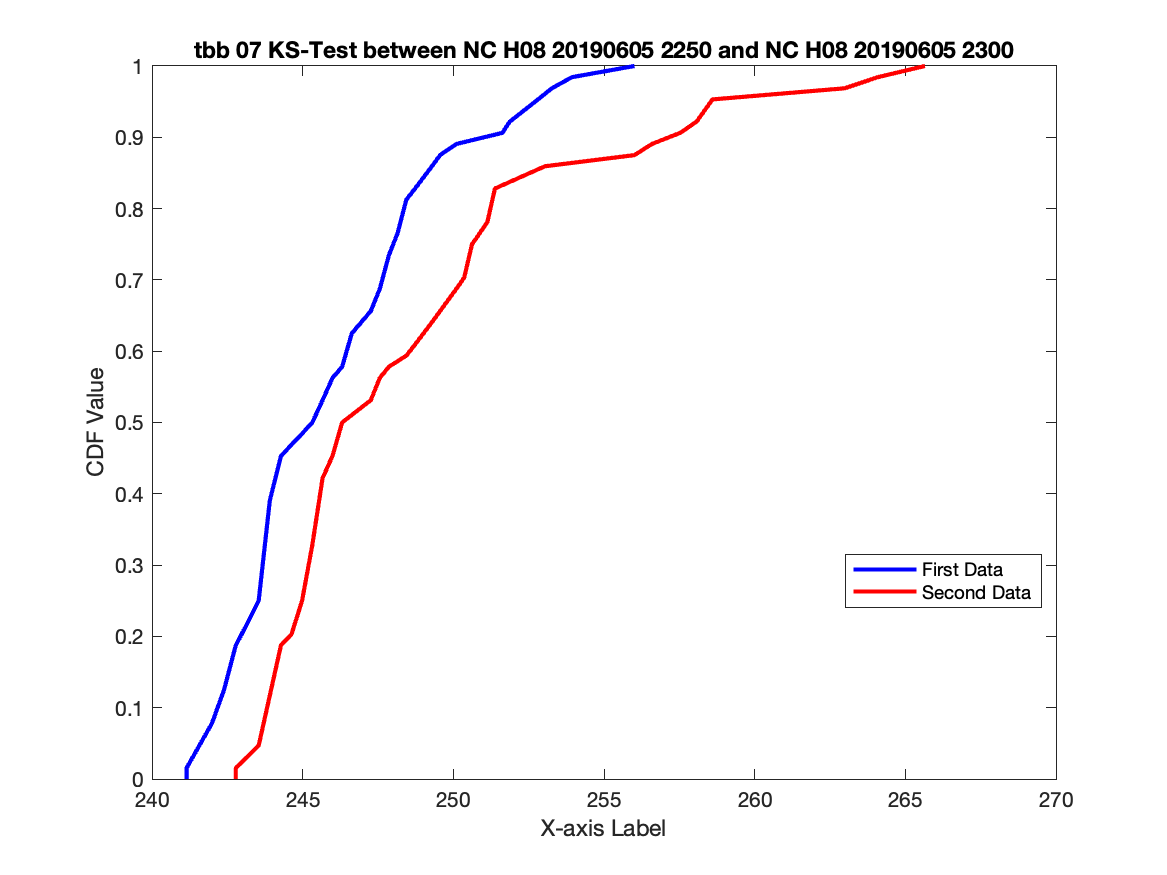 tbb 07 KS-Test between NC H08 20190605 2250 and NC H08 20190605 2300
1
0.9
0.8
0.7
0.6
0.5
0.4
0.3
0.2
0.1
0
CDF Value
First Data
Second Data
240 245 250 255 260 265 270
X-axis Label